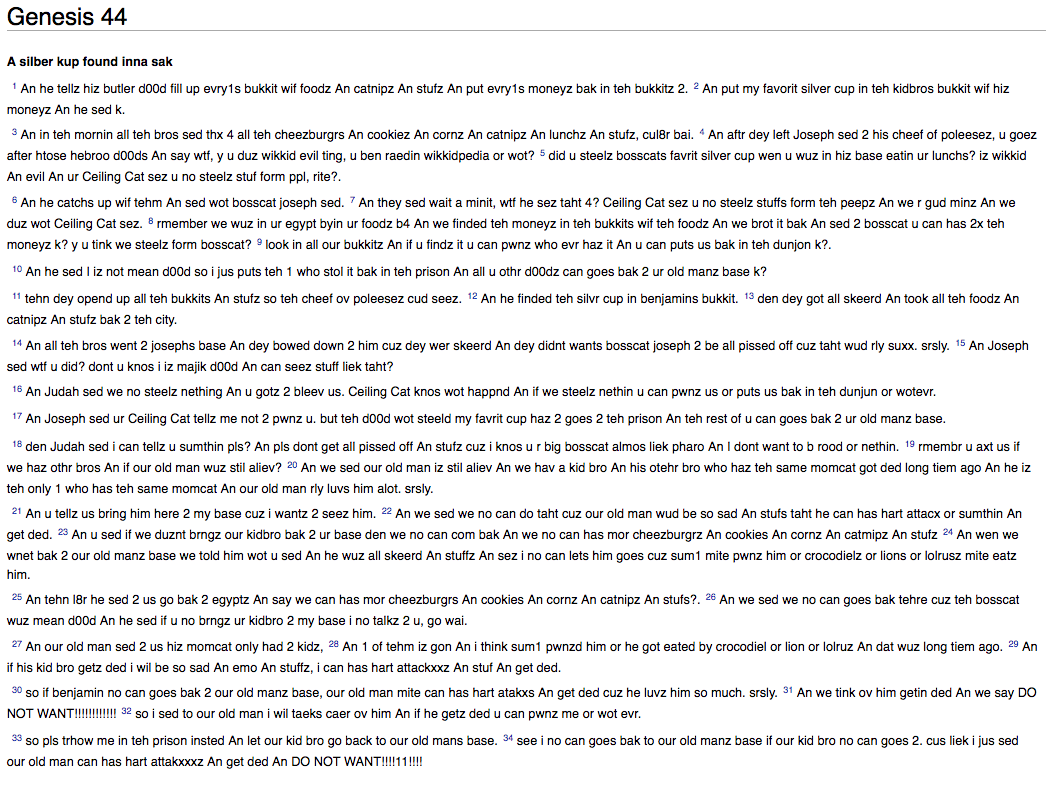 Genesis 44
A silber kup found inna sak
1 An he tellz hiz butler d00d fill up evry1s bukkit wif foodz An catnipz An stufz An put evry1s moneyz bak in teh bukkitz 2. 2 An put my favorit silver cup in teh kidbros bukkit wif hiz
moneyz An he sed k.
3 An in teh mornin all teh bros sed thx 4 all teh cheezburgrs An cookiez An cornz An catnipz An lunchz An stufz, cul8r bai. 4 An aftr dey left Joseph sed 2 his cheef of poleesez, u goez
after htose hebroo d00ds An say wtf, y u duz wikkid evil ting, u ben raedin wikkidpedia or wot? 5 did u steelz bosscats favrit silver cup wen u wuz in hiz base eatin ur lunchs? iz wikkid
An evil An ur Ceiling Cat sez u no steelz stuf form ppl, rite?.
6 An he catchs up wif tehm An sed wot bosscat joseph sed. 7 An they sed wait a minit, wtf he sez taht 4? Ceiling Cat sez u no steelz stuffs form teh peepz An we r gud minz An we
duz wot Ceiling Cat sez. 8 rmember we wuz in ur egypt byin ur foodz b4 An we finded teh moneyz in teh bukkits wif teh foodz An we brot it bak An sed 2 bosscat u can has 2x teh
moneyz k? y u tink we steelz form bosscat? 9 look in all our bukkitz An if u findz it u can pwnz who evr haz it An u can puts us bak in teh dunjon k?.
10 An he sed I iz not mean d00d so i jus puts teh 1 who stol it bak in teh prison An all u othr d00dz can goes bak 2 ur old manz base k?
11 tehn dey opend up all teh bukkits An stufz so teh cheef ov poleesez cud seez. 12 An he finded teh silvr cup in benjamins bukkit. 13 den dey got all skeerd An took all teh foodz An
catnipz An stufz bak 2 teh city.
14 An all teh bros went 2 josephs base An dey bowed down 2 him cuz dey wer skeerd An dey didnt wants bosscat joseph 2 be all pissed off cuz taht wud rly suxx. srsly. 15 An Joseph
sed wtf u did? dont u knos i iz majik d00d An can seez stuff liek taht?
16 An Judah sed we no steelz nething An u gotz 2 bleev us. Ceiling Cat knos wot happnd An if we steelz nethin u can pwnz us or puts us bak in teh dunjun or wotevr.
17 An Joseph sed ur Ceiling Cat tellz me not 2 pwnz u. but teh d00d wot steeld my favrit cup haz 2 goes 2 teh prison An teh rest of u can goes bak 2 ur old manz base.
18 den Judah sed i can tellz u sumthin pls? An pls dont get all pissed off An stufz cuz i knos u r big bosscat almos liek pharo An I dont want to b rood or nethin. 19 rmembr u axt us if
we haz othr bros An if our old man wuz stil aliev? 20 An we sed our old man iz stil aliev An we hav a kid bro An his otehr bro who haz teh same momcat got ded long tiem ago An he iz
teh only 1 who has teh same momcat An our old man rly luvs him alot. srsly.
21 An u tellz us bring him here 2 my base cuz i wantz 2 seez him. 22 An we sed we no can do taht cuz our old man wud be so sad An stufs taht he can has hart attacx or sumthin An
get ded. 23 An u sed if we duznt brngz our kidbro bak 2 ur base den we no can com bak An we no can has mor cheezburgrz An cookies An cornz An catmipz An stufz 24 An wen we
wnet bak 2 our old manz base we told him wot u sed An he wuz all skeerd An stuffz An sez i no can lets him goes cuz sum1 mite pwnz him or crocodielz or lions or lolrusz mite eatz
him.
25 An tehn l8r he sed 2 us go bak 2 egyptz An say we can has mor cheezburgrs An cookies An cornz An catnipz An stufs?. 26 An we sed we no can goes bak tehre cuz teh bosscat
wuz mean d00d An he sed if u no brngz ur kidbro 2 my base i no talkz 2 u, go wai.
27 An our old man sed 2 us hiz momcat only had 2 kidz, 28 An 1 of tehm iz gon An i think sum1 pwnzd him or he got eated by crocodiel or lion or lolruz An dat wuz long tiem ago. 29 An
if his kid bro getz ded i wil be so sad An emo An stuffz, i can has hart attackxxz An stuf An get ded.
30 so if benjamin no can goes bak 2 our old manz base, our old man mite can has hart atakxs An get ded cuz he luvz him so much. srsly. 31 An we tink ov him getin ded An we say DO
NOT WANT!!!!!!!!!!!! 32 so i sed to our old man i wil taeks caer ov him An if he getz ded u can pwnz me or wot evr.
33 so pls trhow me in teh prison insted An let our kid bro go back to our old mans base. 34 see i no can goes bak to our old manz base if our kid bro no can goes 2. cus liek i jus sed
our old man can has hart attakxxxz An get ded An DO NOT WANT!!!!11!!!!